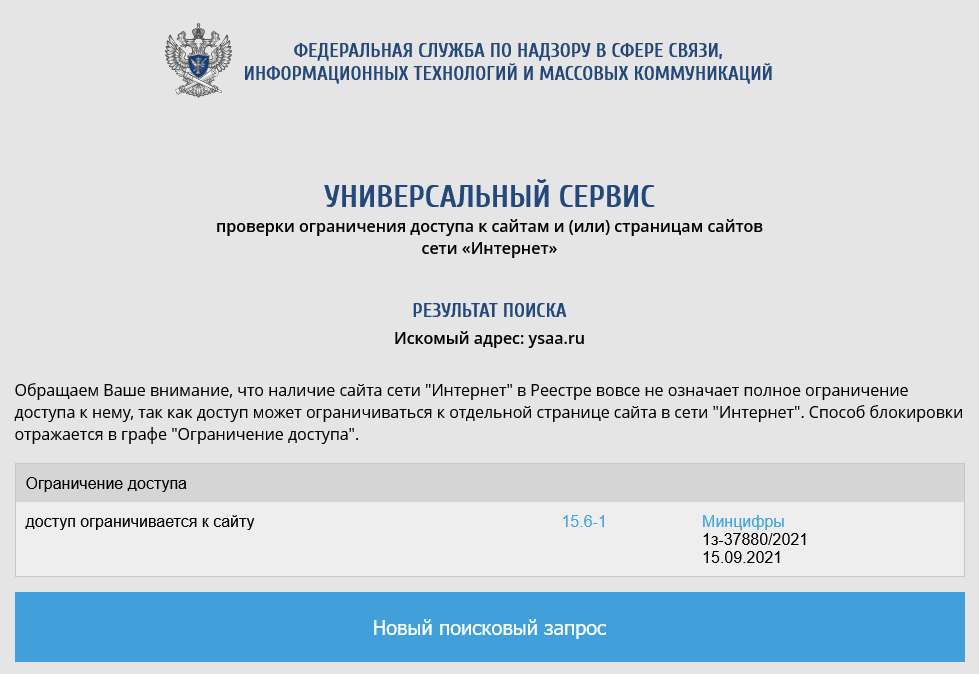 ФЕДЕРАЛЬНАЯ СЛУЖБА ПО НАДЗОРУ В СФЕРЕ СВЯЗИ,
ИНФОРМАЦИОННЫХ ТЕХНОЛОГИЙ И МАССОВЫХ КОММУНИКАЦИЙ
УНИВЕРСАЛЬНЫЙ СЕРВИС
проверки ограничения доступа к сайтам и (или) страницам сайтов
сети «Интернет»
РЕЗУЛЬТАТ ПОИСКА
Искомый адрес: ysaa.ru
Обращаем Ваше внимание, что наличие сайта сети "Интернет" в Реестре вовсе не означает полное ограничение
доступа к нему, так как доступ может ограничиваться к отдельной странице сайта в сети "Интернет". Способ блокировки
отражается в графе "Ограничение доступа".
Ограничение доступа
доступ ограничивается к сайту 15.6-1 Минцифры
1з-37880/2021
15.09.2021
Новый поисковый запрос